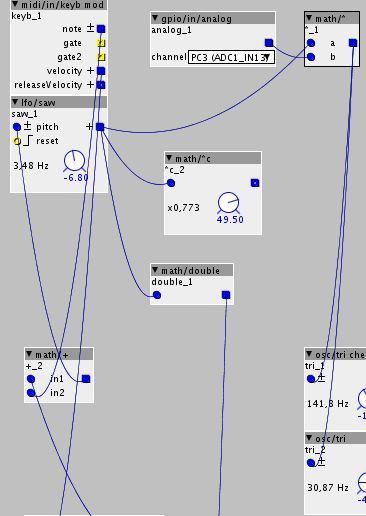 ▼ midi/in/keyb mod
keyb_1
note ±
gate
gate2
velocity +
releaseVelocity +
▼ lfo/saw
saw_1
± pitch +
reset
3,48 Hz
-6.80
▼ gpio/in/analog
analog_1
channel PC3 (ADC1_IN13)
▼ math/*
*_1
a
b
▼ math/*c
*c_2
x0,773
49.50
▼ math/double
double_1
▼ math/+
+_2
in1
in2
▼ osc/tri che
tri_1
±
141,8 Hz
▼ osc/tri
tri_2
±
30,87 Hz